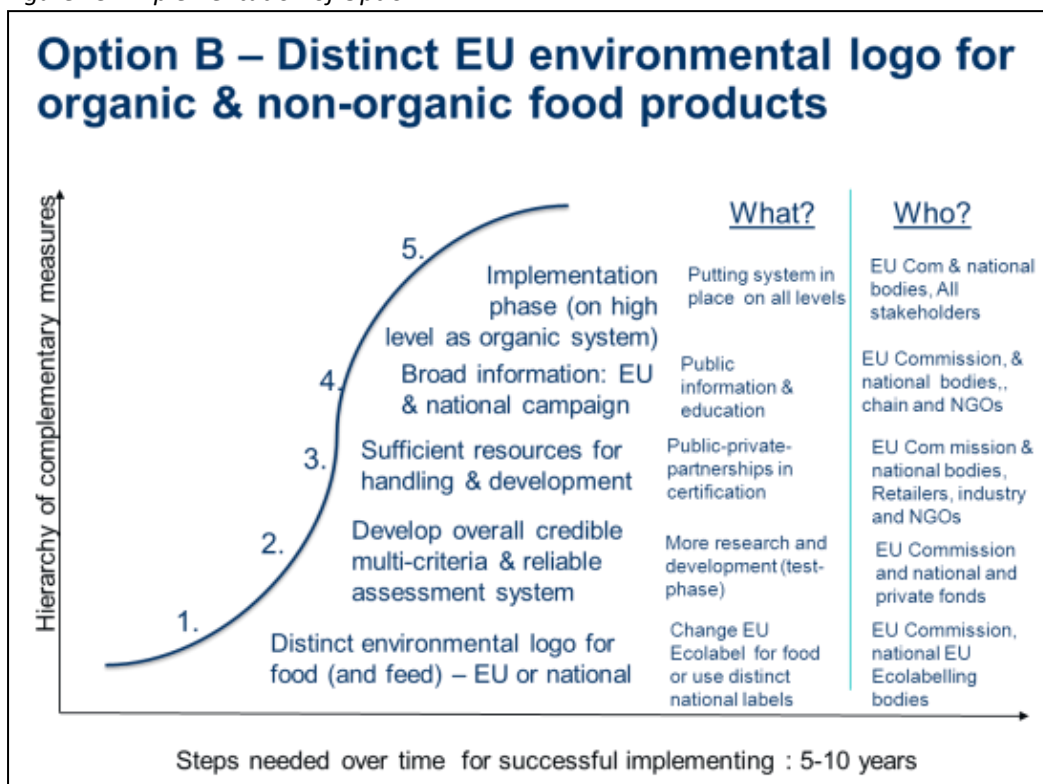 Option B – Distinct EU environmental logo for
organic & non-organic food products
Hierarchy of complementary measures
What?
Who?
5.
Implementation
phase (on high
level as organic system)
Putting system in
place on all levels
EU Com & national
bodies, All
stakeholders
4.
Broad information: EU
& national campaign
Public
information &
education
EU Commission, &
national bodies,,
chain and NGOs
3.
Sufficient resources for
handling & development
Public-private-
partnerships in
certification
EU Com mission &
national bodies,
Retailers, industry
and NGOs
2.
Develop overall credible
multi-criteria & reliable
assessment system
More research and
development (test-
phase)
EU Commission
and national and
private fonds
1.
Distinct environmental logo for
food (and feed) – EU or national
Change EU
Ecolabel for food
or use distinct
national labels
EU Commission,
national EU
Ecolabelling
bodies
Steps needed over time for successful implementing : 5-10 years